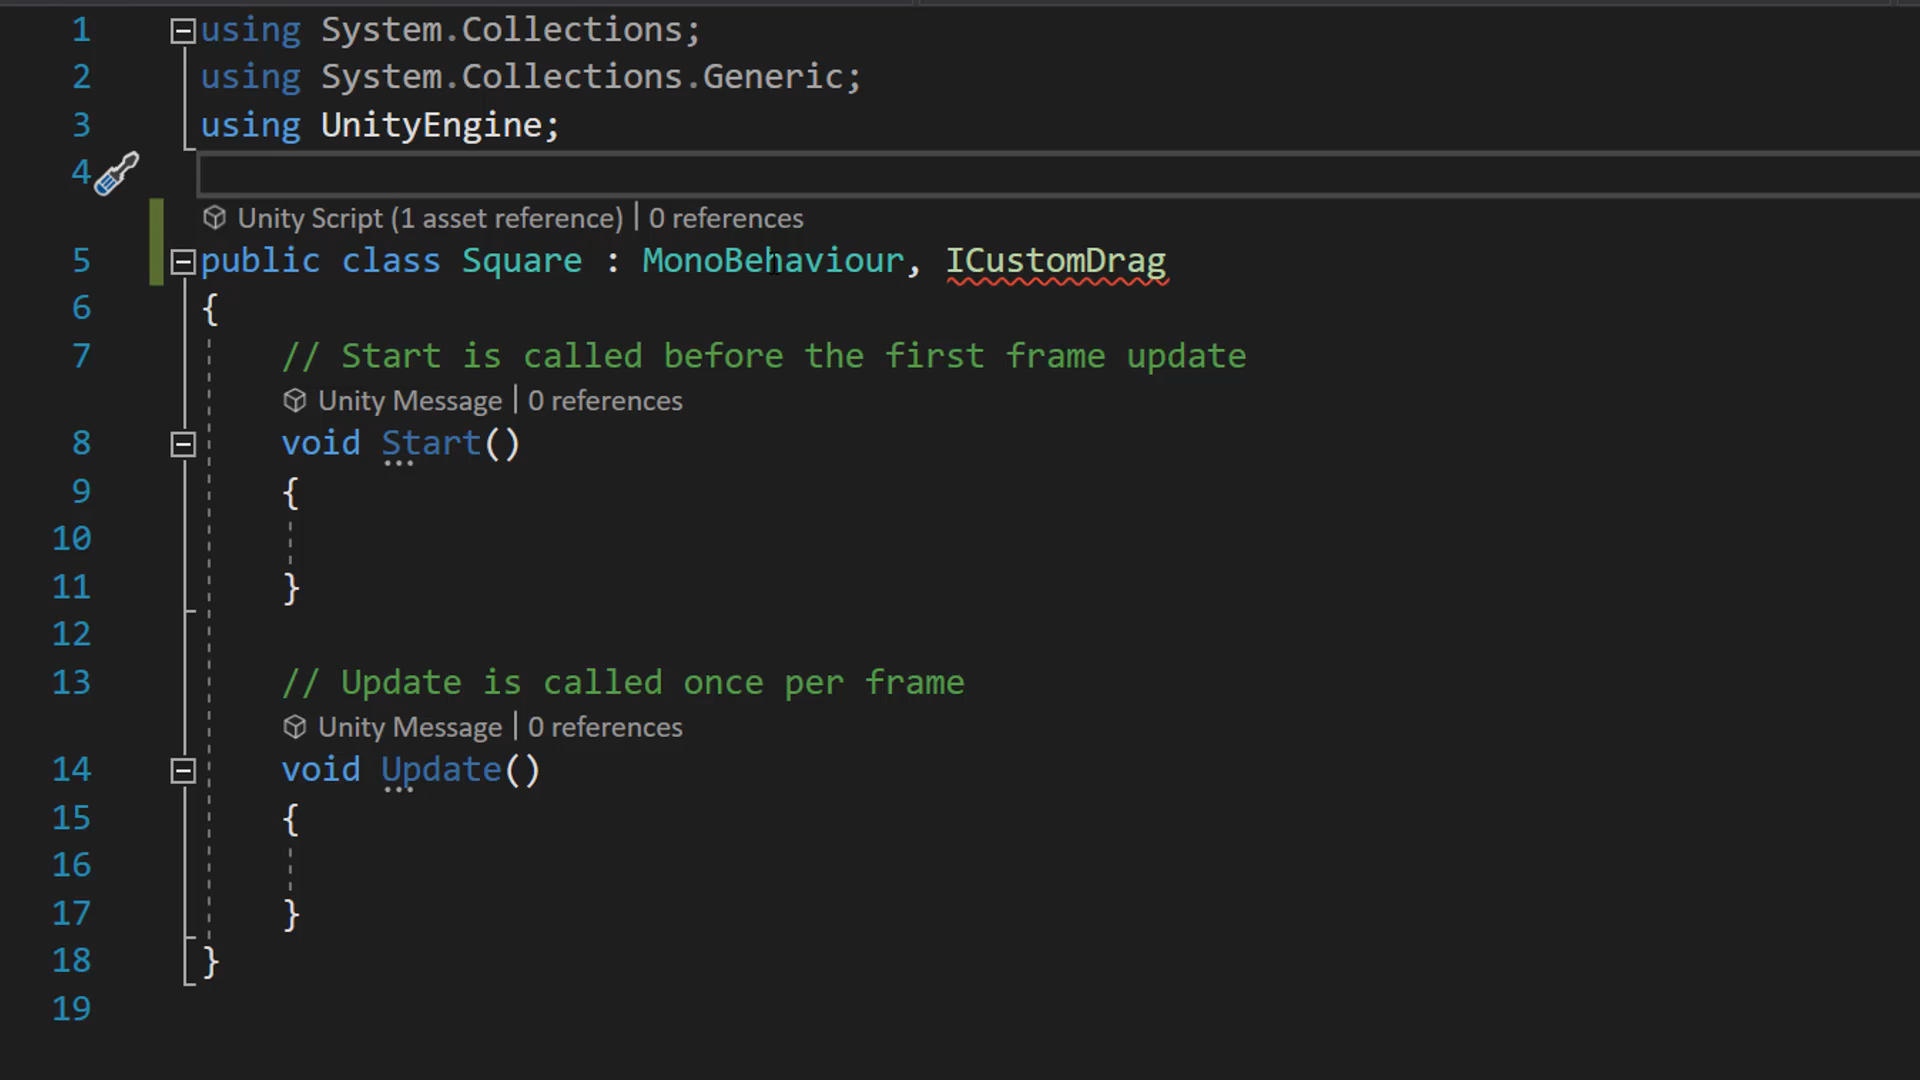 1 using System.Collections;
2 using System.Collections.Generic;
3 using UnityEngine;
4
Unity Script (1 asset reference) | 0 references
5 public class Square : MonoBehaviour, ICustomDrag
6 {
7 // Start is called before the first frame update
Unity Message | 0 references
8 void Start()
9 {
10
11 }
12
13 // Update is called once per frame
Unity Message | 0 references
14 void Update()
15 {
16
17 }
18 }
19